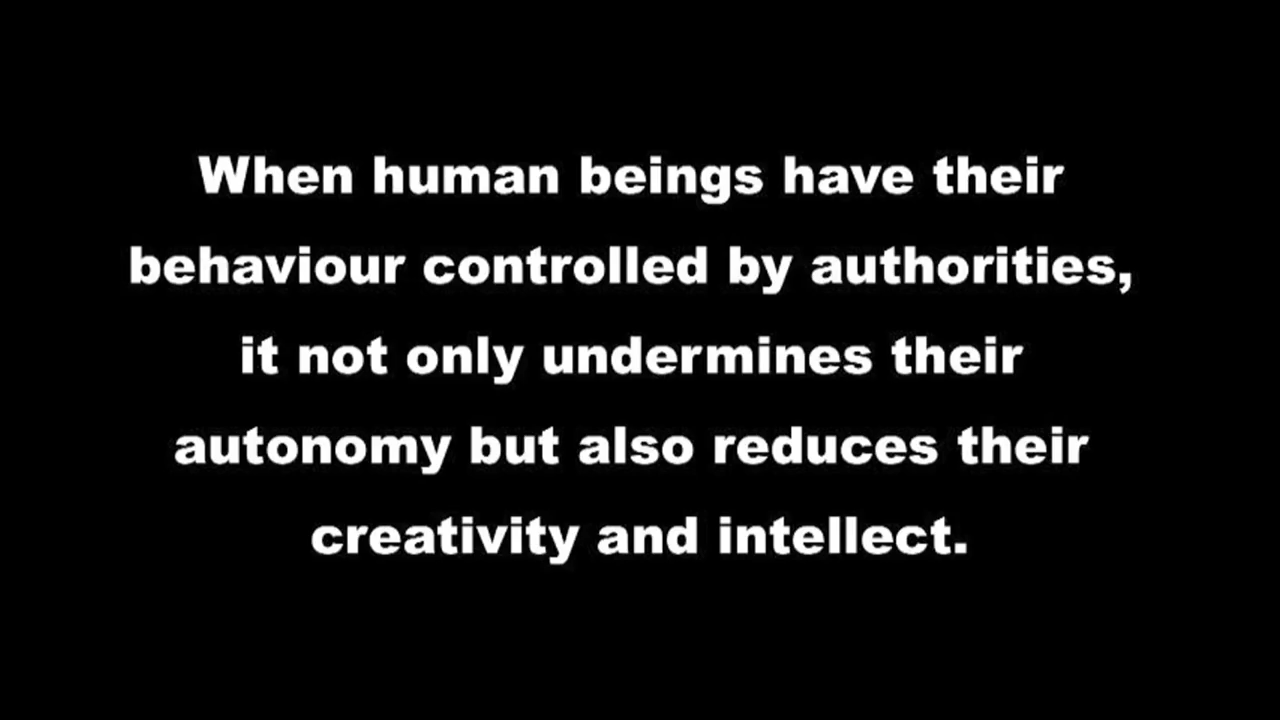 When human beings have their
behaviour controlled by authorities,
it not only undermines their
autonomy but also reduces their
creativity and intellect.